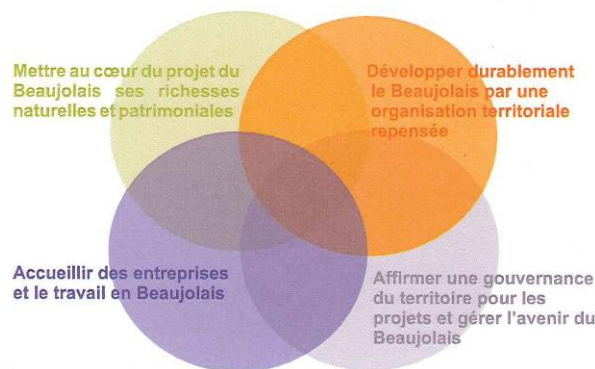 Mettre au cœur du projet du
Beaujolais ses richesses
naturelles et patrimoniales
Développer durablement
le Beaujolais par une
organisation territoriale
repensée
Accueillir des entreprises
et le travail en Beaujolais
Affirmer une gouvernance
du territoire pour les
projets et gérer l'avenir du
Beaujolais